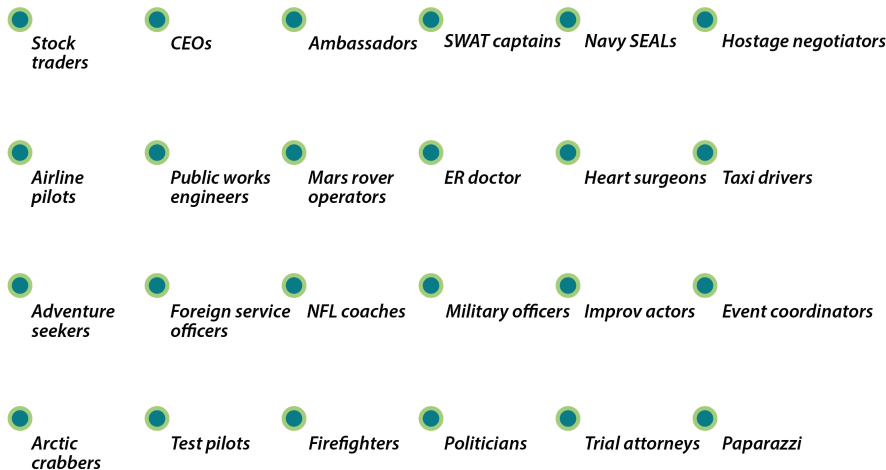 Stock
traders
CEOs
Ambassadors
SWAT captains
Navy SEALs
Hostage negotiators
Airline
pilots
Public works
engineers
Mars rover
operators
ER doctor
Heart surgeons
Taxi drivers
Adventure
seekers
Foreign service
officers
NFL coaches
Military officers
Improv actors
Event coordinators
Arctic
crabbers
Test pilots
Firefighters
Politicians
Trial attorneys
Paparazzi